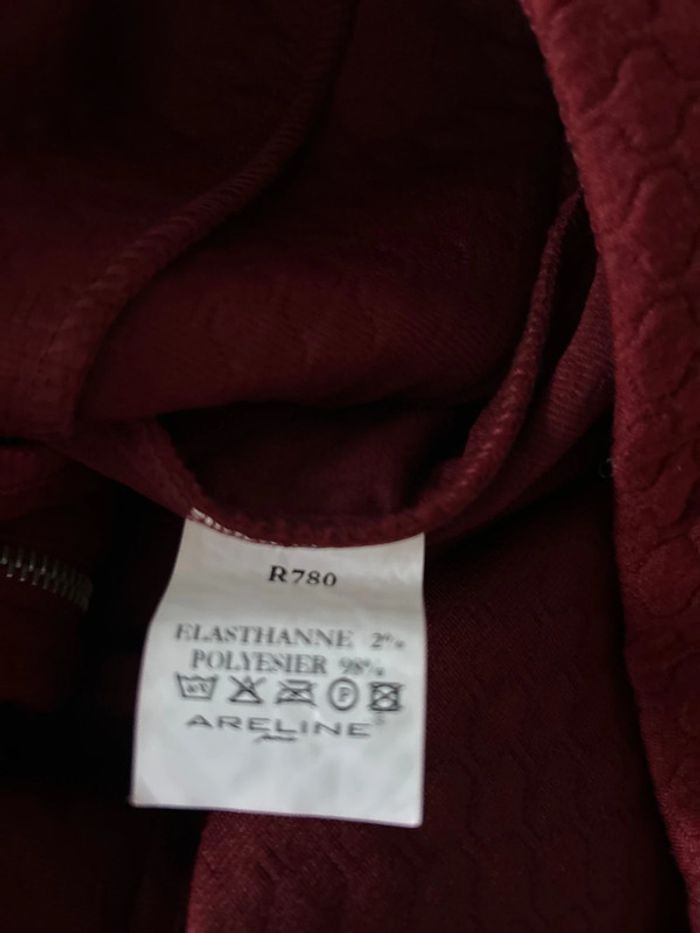 R780
ELASTHANNE 2%
POLYESIER 98%
P
ARELINE